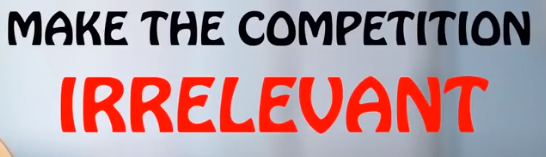 MAKE THE COMPETITION
IRRELEVANT